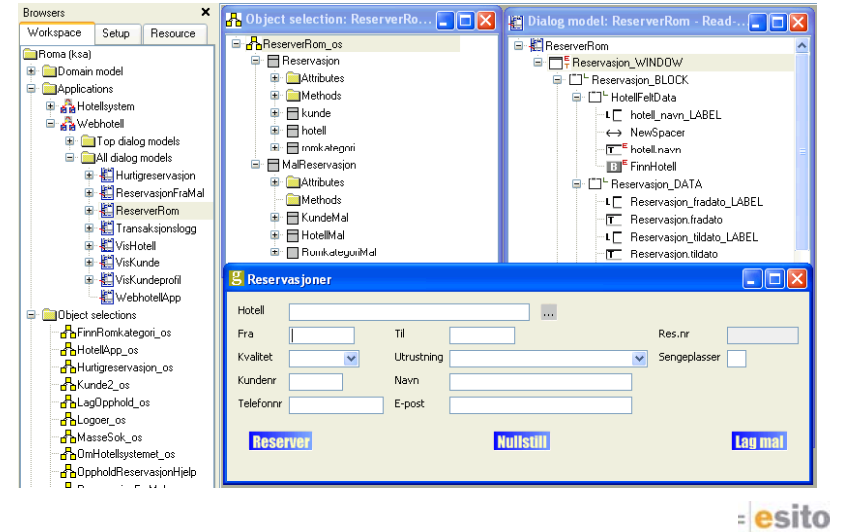 Browsers
Workspace Setup Resource
Roma (ksa)
Domain model
Applications
Hotellsystem
Webhotell
Top dialog models
All dialog models
Hurtigreservasjon
ReservasjonFraMal
ReserverRom
Transaksjonslogg
VisHotell
VisKunde
VisKundeprofil
WebhotellApp
Object selections
FinnRomkategori_os
HotellApp_os
Hurtigreservasjon_os
Kunde2_os
LagOpphold_os
Logoer_os
MasseSok_os
OmHotellsystemet_os
OppholdReservasjonHjelp
Object selection: ReserverRo...
ReserverRom_os
Reservasjon
Attributes
Methods
kunde
hotell
romkategori
MalReservasjon
Attributes
Methods
KundeMal
HotellMal
RomkategoriMal
Dialog model: ReserverRom - Read-...
ReserverRom
Reservasjon_WINDOW
Reservasjon_BLOCK
HotellFeltData
hotell_navn_LABEL
NewSpacer
hotell.navn
FinnHotell
Reservasjon_DATA
Reservasjon_fradato_LABEL
Reservasjon.fradato
Reservasjon_tildato_LABEL
Reservasjon.tildato
Reservasjoner
Hotell ...
Fra Til Res.nr
Kvalitet Utrustning Sengeplasser
Kundenr Navn
Telefonnr E-post
Reserver Nullstill Lag mal
esito